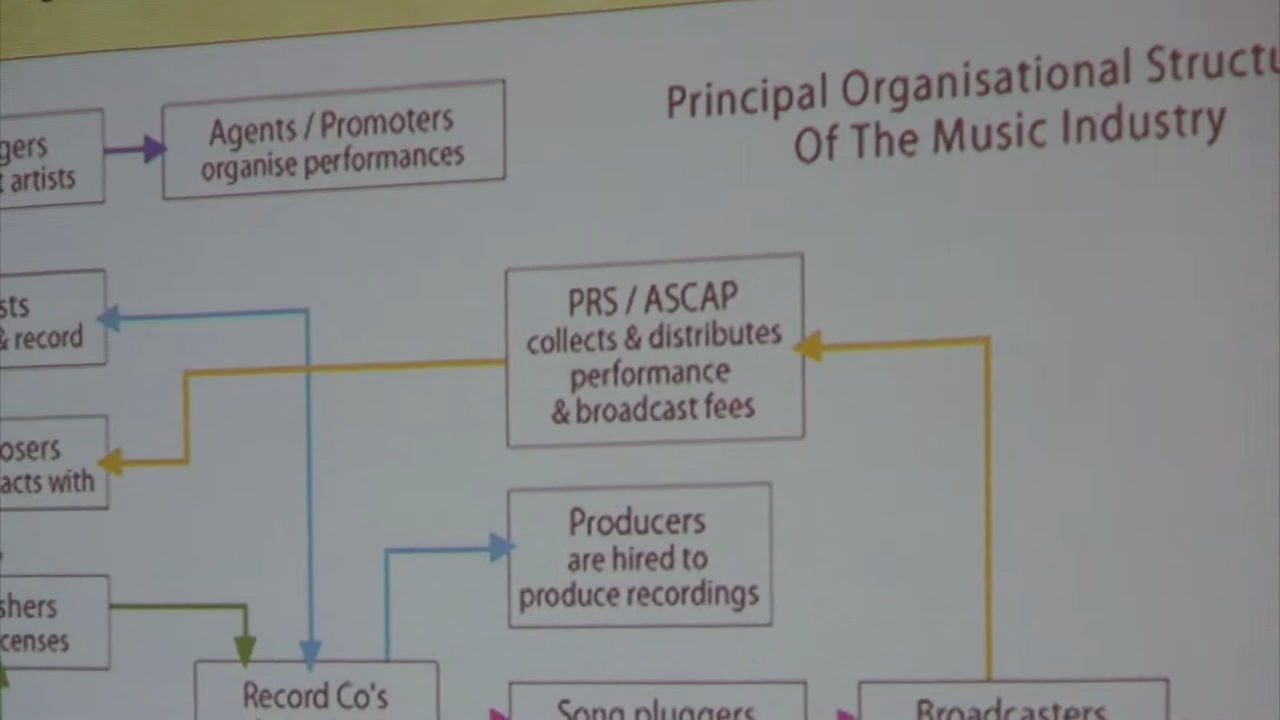 Principal Organisational Structu
Of The Music Industry
gers
t artists
Agents / Promoters
organise performances
sts
& record
PRS / ASCAP
collects & distributes
performance
& broadcast fees
osers
acts with
Producers
are hired to
produce recordings
shers
censes
Record Co's
Song pluggers
Broadcasters